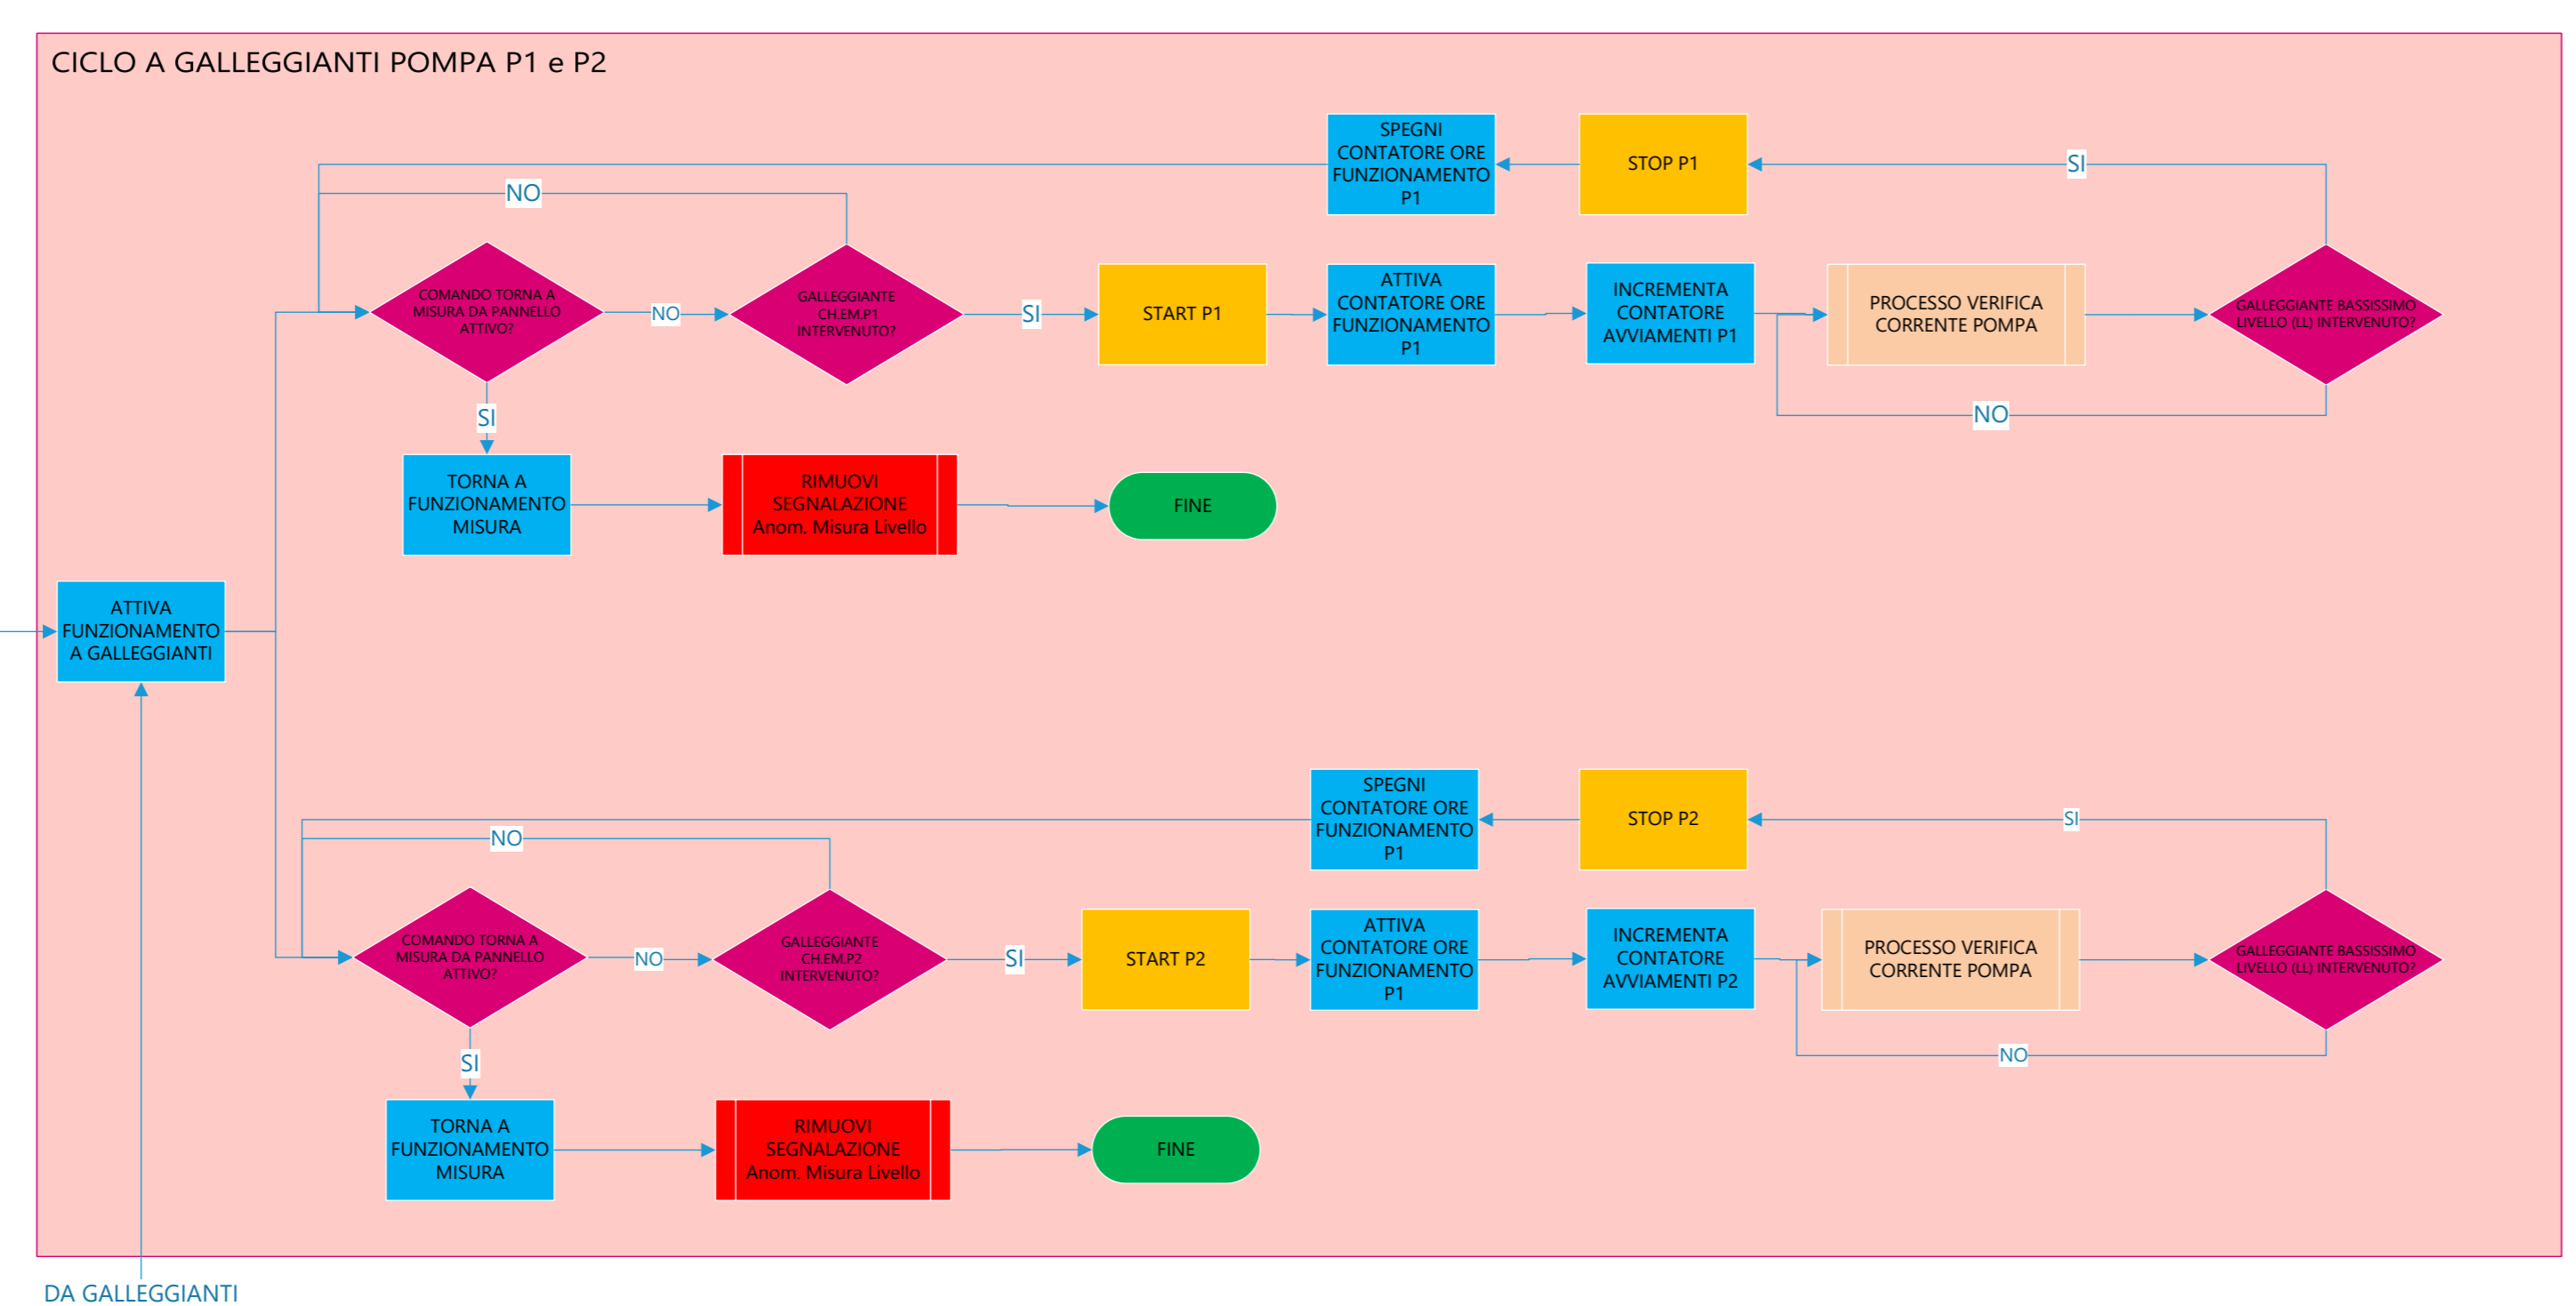 CICLO A GALLEGGIANTI POMPA P1 e P2
SPEGNI
CONTATORE ORE
FUNZIONAMENTO
P1
STOP P1
SI
NO
COMANDO TORNA A
MISURA DA PANNELLO
ATTIVO?
NO
GALLEGGIANTE
CH.EM.P1
INTERVENUTO?
SI
START P1
ATTIVA
CONTATORE ORE
FUNZIONAMENTO
P1
INCREMENTA
CONTATORE
AVVIAMENTI P1
PROCESSO VERIFICA
CORRENTE POMPA
GALLEGGIANTE BASSISSIMO
LIVELLO (LL) INTERVENUTO?
SI
NO
TORNA A
FUNZIONAMENTO
MISURA
RIMUOVI
SEGNALAZIONE
Anom. Misura Livello
FINE
ATTIVA
FUNZIONAMENTO
A GALLEGGIANTI
SPEGNI
CONTATORE ORE
FUNZIONAMENTO
P1
STOP P2
SI
NO
COMANDO TORNA A
MISURA DA PANNELLO
ATTIVO?
NO
GALLEGGIANTE
CH.EM.P2
INTERVENUTO?
SI
START P2
ATTIVA
CONTATORE ORE
FUNZIONAMENTO
P1
INCREMENTA
CONTATORE
AVVIAMENTI P2
PROCESSO VERIFICA
CORRENTE POMPA
GALLEGGIANTE BASSISSIMO
LIVELLO (LL) INTERVENUTO?
SI
NO
TORNA A
FUNZIONAMENTO
MISURA
RIMUOVI
SEGNALAZIONE
Anom. Misura Livello
FINE
DA GALLEGGIANTI